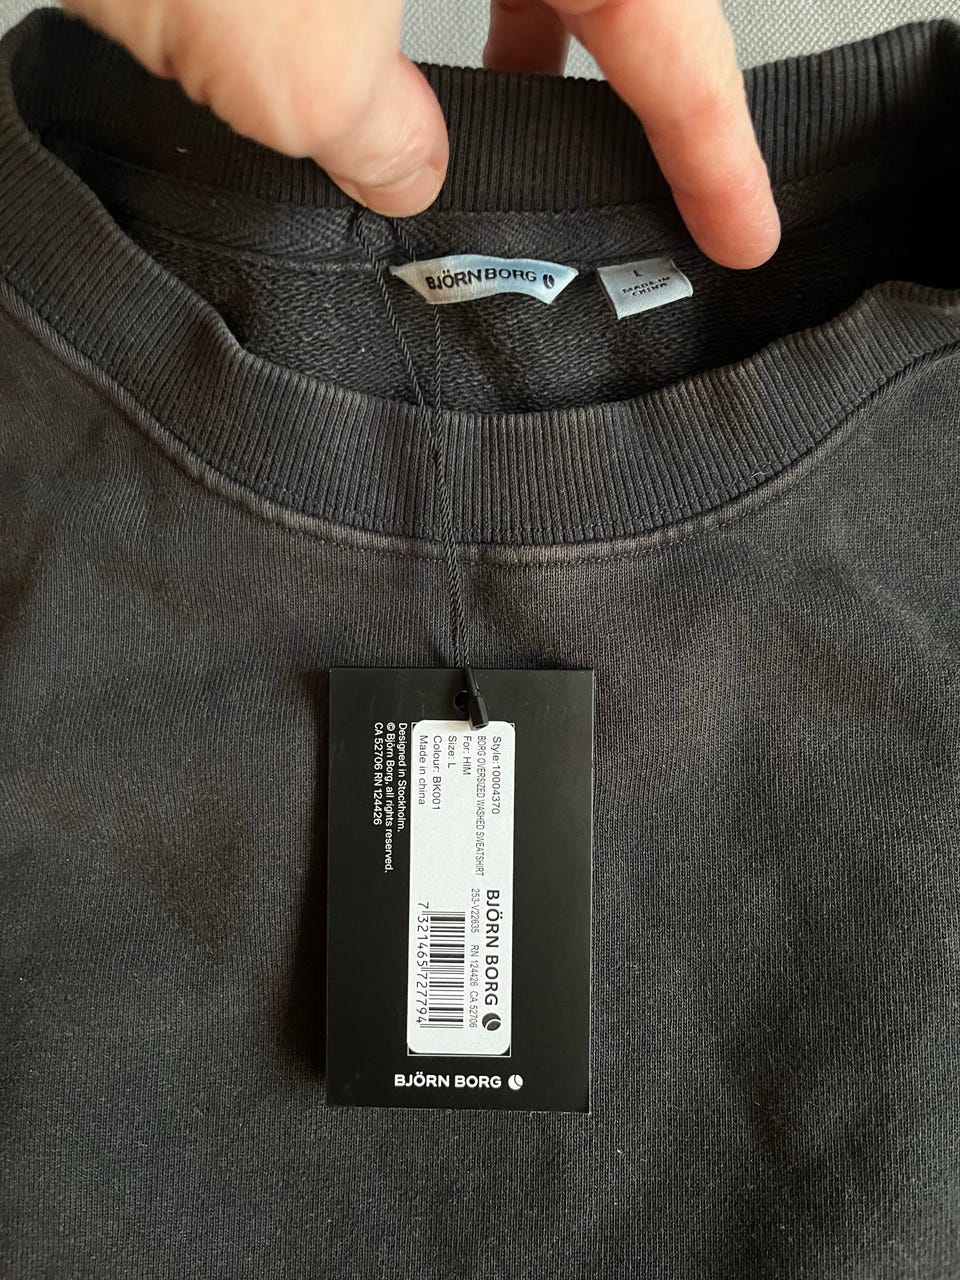 BJÖRN BORG
L
MADE IN
CHINA
Style:10004370
BORG OVERSIZED WASHED SWEATSHIRT
For: HIM
Size: L
Colour: BK001
Made in china
BJÖRN BORG
253-V22635 RN 124426 CA 52706
7321465727794
Designed in Stockholm.
© Björn Borg, all rights reserved.
CA 52706 RN 124426
BJÖRN BORG